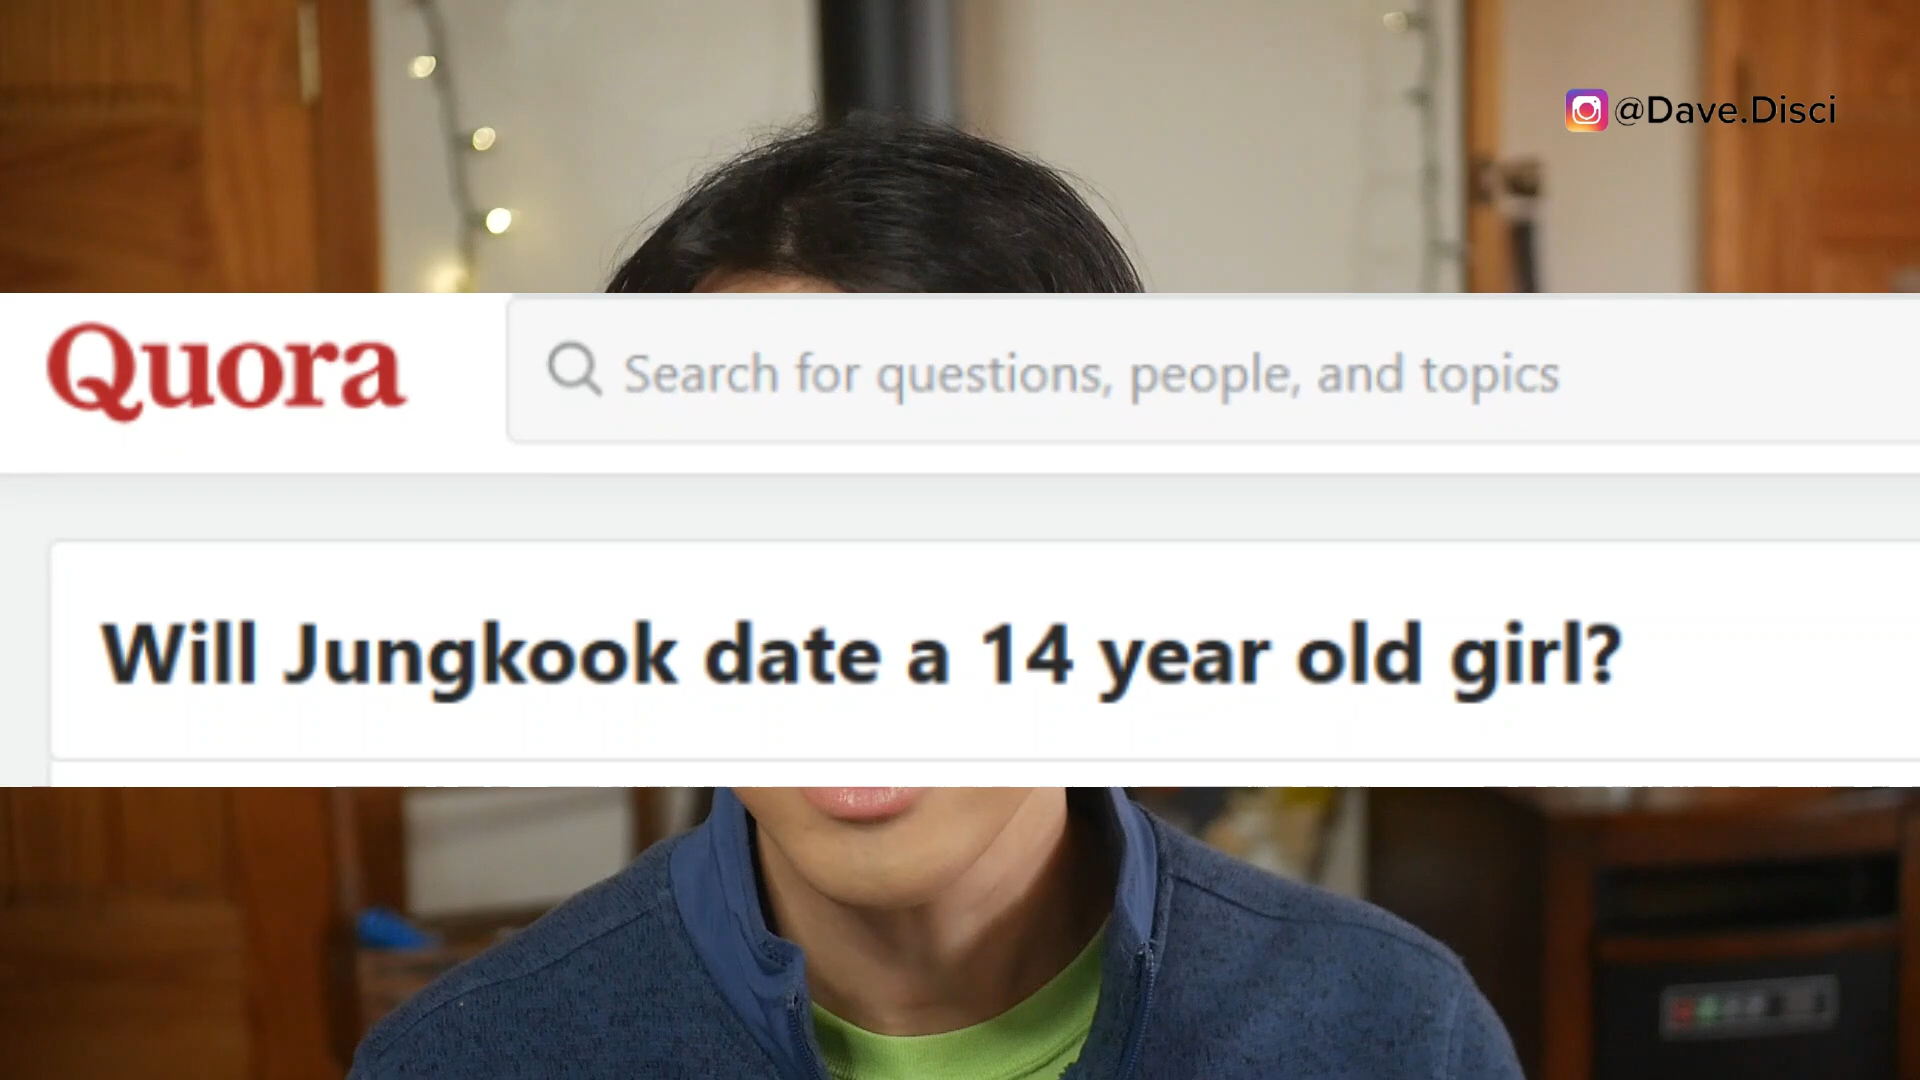 @Dave.Disci
Quora
Search for questions, people, and topics
Will Jungkook date a 14 year old girl?